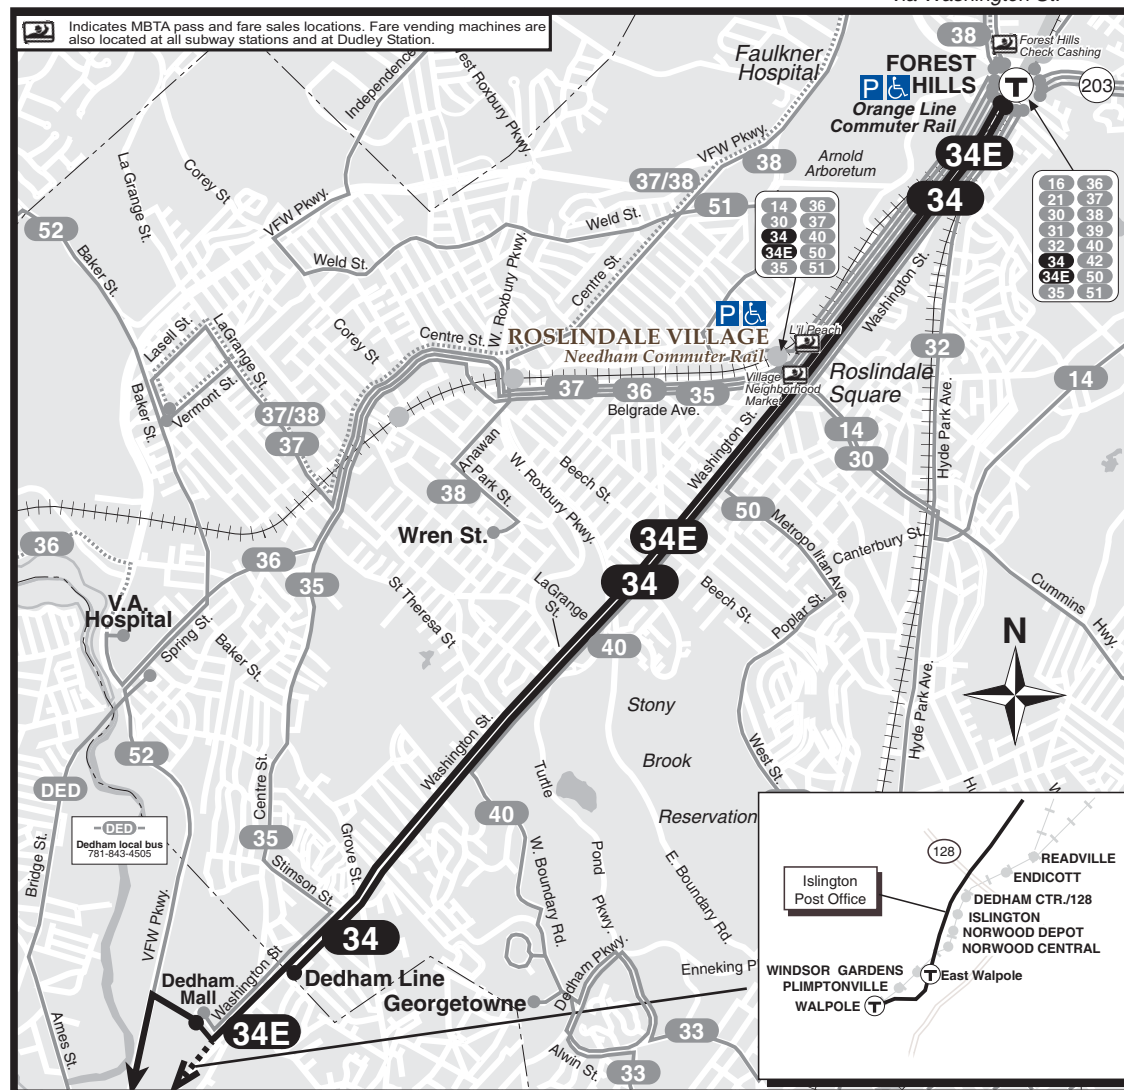 Indicates MBTA pass and fare sales locations. Fare vending machines are
also located at all subway stations and at Dudley Station.
38
Forest Hills
Check Cashing
Faulkner
Hospital
FOREST
HILLS
P
T
203
Orange Line
Commuter Rail
Independence
West Roxbury Pkwy.
VFW Pkwy.
38
Arnold
Arboretum
34E
34
37/38
51
14 36
30 37
34 40
34E 50
35 51
16 36
21 37
30 38
31 39
32 40
34 42
34E 50
35 51
La Grange St.
Corey St
VFW Pkwy.
Weld St.
Weld St.
52
Baker St.
W. Roxbury Pkwy.
Centre St.
Washington St.
P
ROSLINDALE VILLAGE
Needham Commuter Rail
L'il Peach
Village
Neighborhood
Market
Roslindale
Square
32
14
Lasell St.
LaGrange St.
Corey St
Centre St.
Vermont St.
Baker St.
37/38
37
37
36
35
Belgrade Ave.
Washington St.
14
30
Hyde Park Ave.
Anawan
Park St.
38
Wren St.
W. Roxbury Pkwy.
Beech St.
50
Metropolitan Ave.
Canterbury St.
34E
34
36
36
35
V.A.
Hospital
Spring St.
Baker St.
St Theresa St
LaGrange
St.
Beech St.
Poplar St.
Cummins
Hwy.
40
N
Stony
Brook
Reservation
Washington St.
West St.
Hyde Park Ave.
52
DED
DED
Dedham local bus
781-843-4505
Centre St.
35
Stimson St.
Grove St.
Turtle
Pond
Pkwy.
40
W. Boundary Rd.
E. Boundary Rd.
Bridge St.
VFW Pkwy.
34
Washington St.
Dedham Line
Dedham
Mall
34E
Georgetowne
Dedham Pkwy.
33
33
Alwin St.
Ames St.
Islington
Post Office
128
READVILLE
ENDICOTT
DEDHAM CTR./128
ISLINGTON
NORWOOD DEPOT
NORWOOD CENTRAL
WINDSOR GARDENS
PLIMPTONVILLE
T
East Walpole
WALPOLE
T